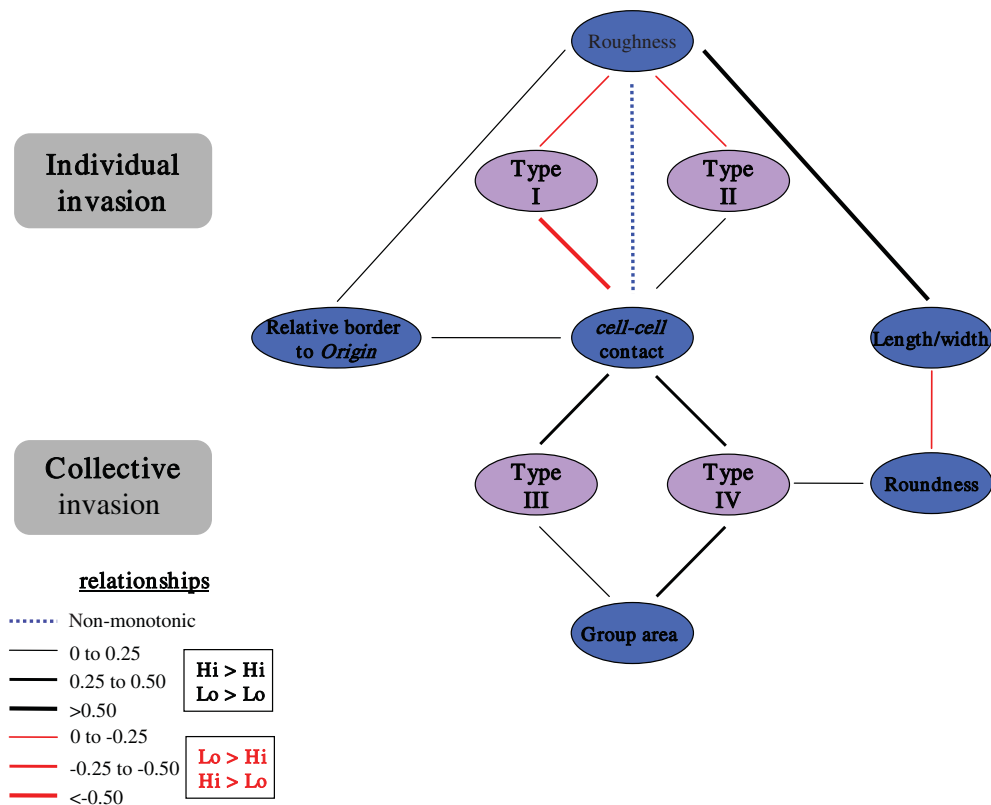 Roughness
Individual
invasion
Type
I
Type
II
Relative border
to Origin
cell-cell
contact
Length/width
Collective
invasion
Type
III
Type
IV
Roundness
relationships
Group area
Non-monotonic
0 to 0.25
0.25 to 0.50
>0.50
Hi > Hi
Lo > Lo
0 to -0.25
-0.25 to -0.50
<-0.50
Lo > Hi
Hi > Lo